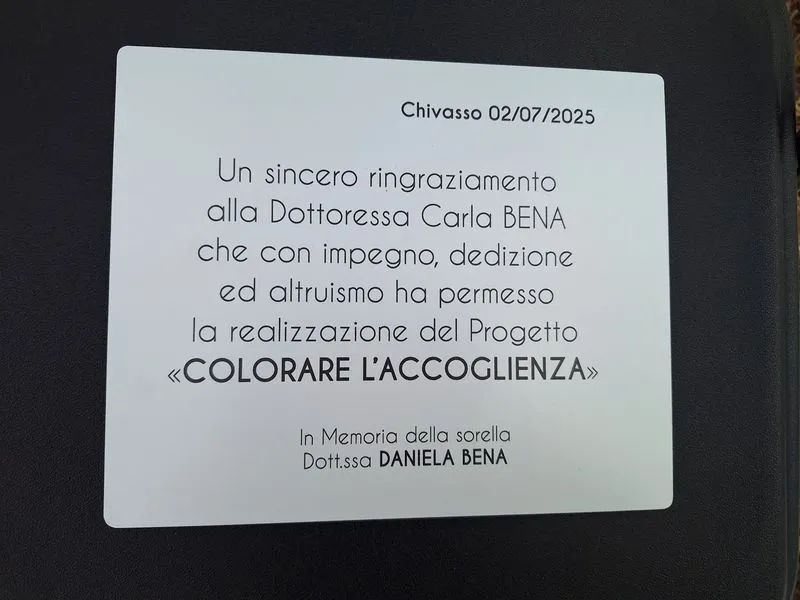 Chivasso 02/07/2025
Un sincero ringraziamento
alla Dottoressa Carla BENA
che con impegno, dedizione
ed altruismo ha permesso
la realizzazione del Progetto
«COLORARE L'ACCOGLIENZA»
In Memoria della sorella
Dott.ssa DANIELA BENA